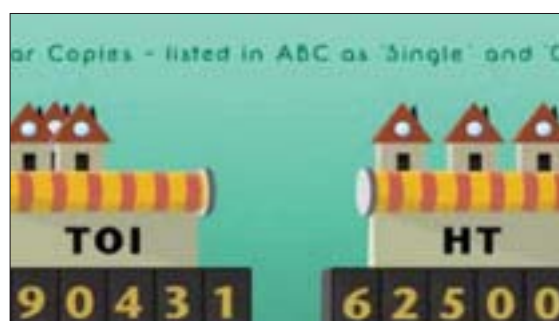 ar Copies - listed in ABC as 'Single' and 'C
TOI HT
90431 62500